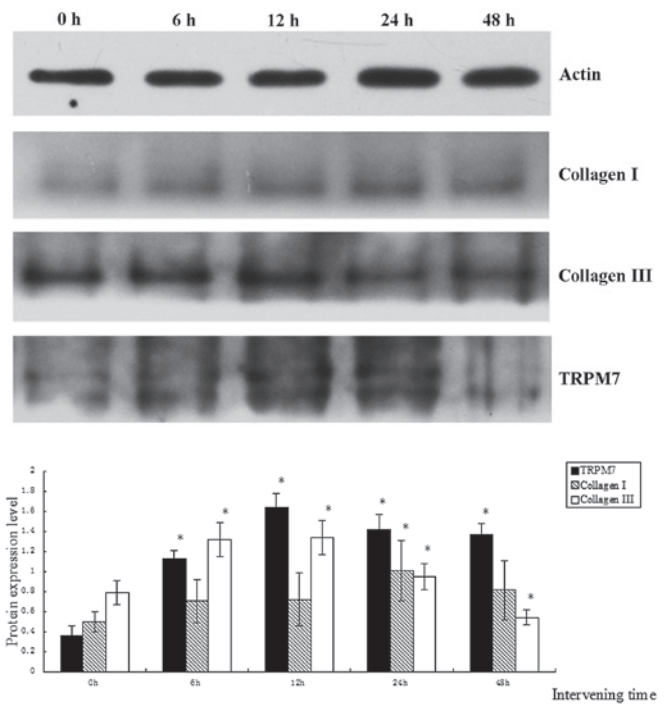 0 h 6 h 12 h 24 h 48 h
Actin
Collagen I
Collagen III
TRPM7
TRPM7
Collagen I
Collagen III
Protein expression level
2
1.8
1.6
1.4
1.2
1
0.8
0.6
0.4
0.2
0
* * * * * * * * *
0h 6h 12h 24h 48h
Intervening time